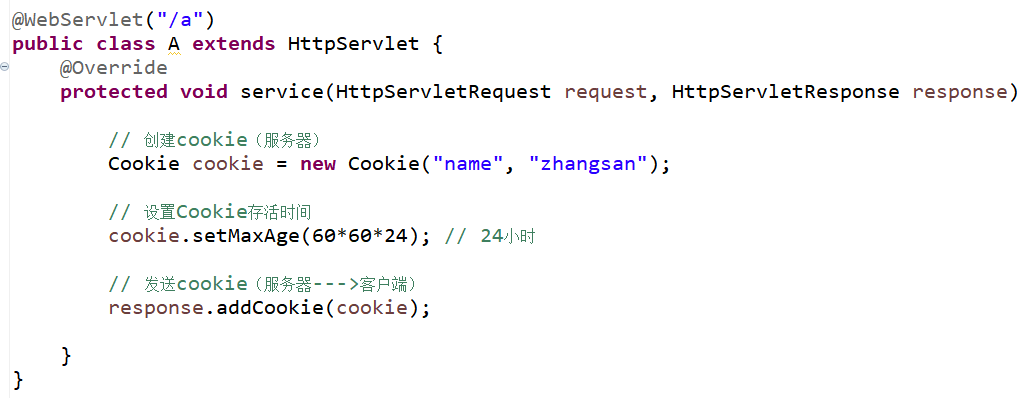 @WebServlet("/a")
public class A extends HttpServlet {
@Override
protected void service(HttpServletRequest request, HttpServletResponse response)
// 创建cookie（服务器）
Cookie cookie = new Cookie("name", "zhangsan");
// 设置Cookie存活时间
cookie.setMaxAge(60*60*24); // 24小时
// 发送cookie（服务器--->客户端）
response.addCookie(cookie);
}
}